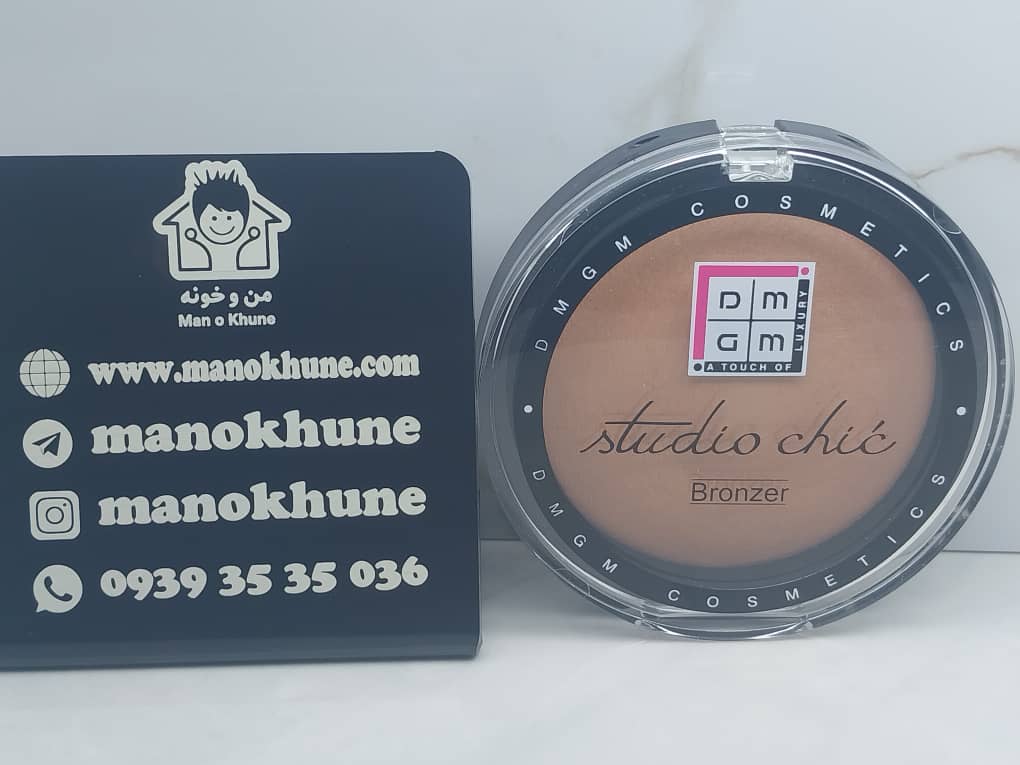 من و خونه
Man o Khune
www.manokhune.com
manokhune
manokhune
0939 35 35 036
DMGM COSMETICS
DM
GM
LUXURY
A TOUCH OF
studio chić
Bronzer
DMGM COSMETICS